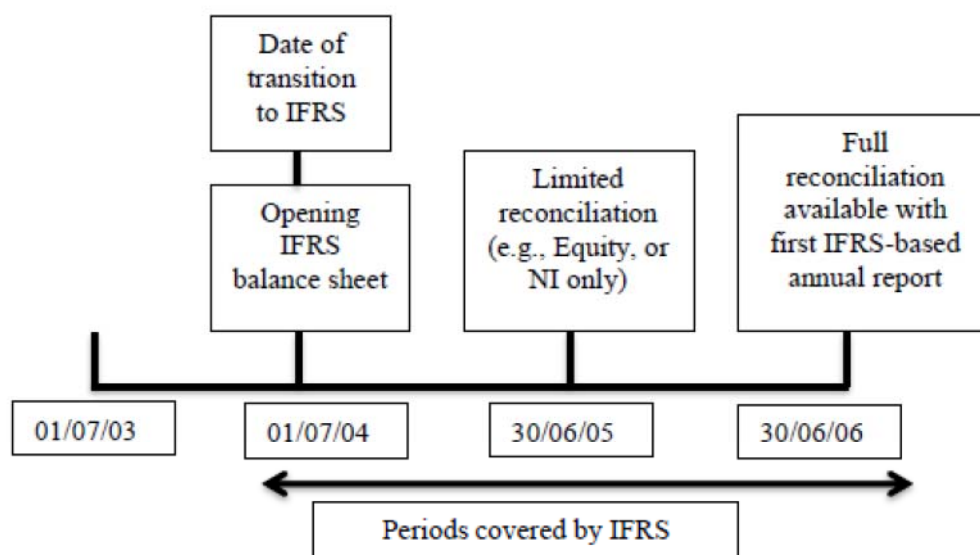 Date of
transition
to IFRS
Opening
IFRS
balance sheet
Limited
reconciliation
(e.g., Equity, or
NI only)
Full
reconciliation
available with
first IFRS-based
annual report
01/07/03
01/07/04
30/06/05
30/06/06
Periods covered by IFRS